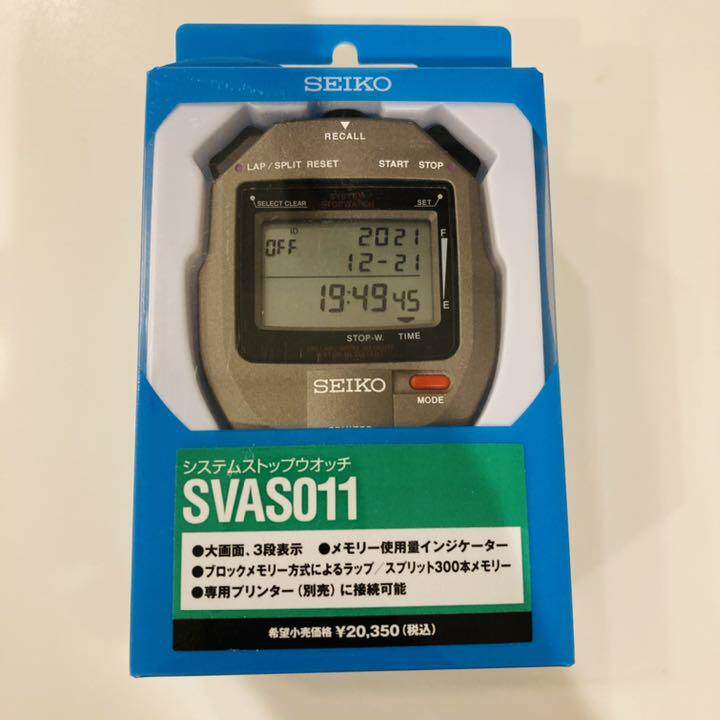 SEIKO
RECALL
LAP/SPLIT RESET START STOP
SYSTEM
STOPWATCH
SELECT CLEAR SET
ID
OFF 2021
12-21
19:49 45
F
E
STOP-W. TIME
SEIKO
MODE
システムストップウオッチ
SVAS011
●大画面、3段表示 ●メモリー使用量インジケーター
●ブロックメモリー方式によるラップ/スプリット300本メモリー
●専用プリンター(別売)に接続可能
希望小売価格 ¥20,350(税込)